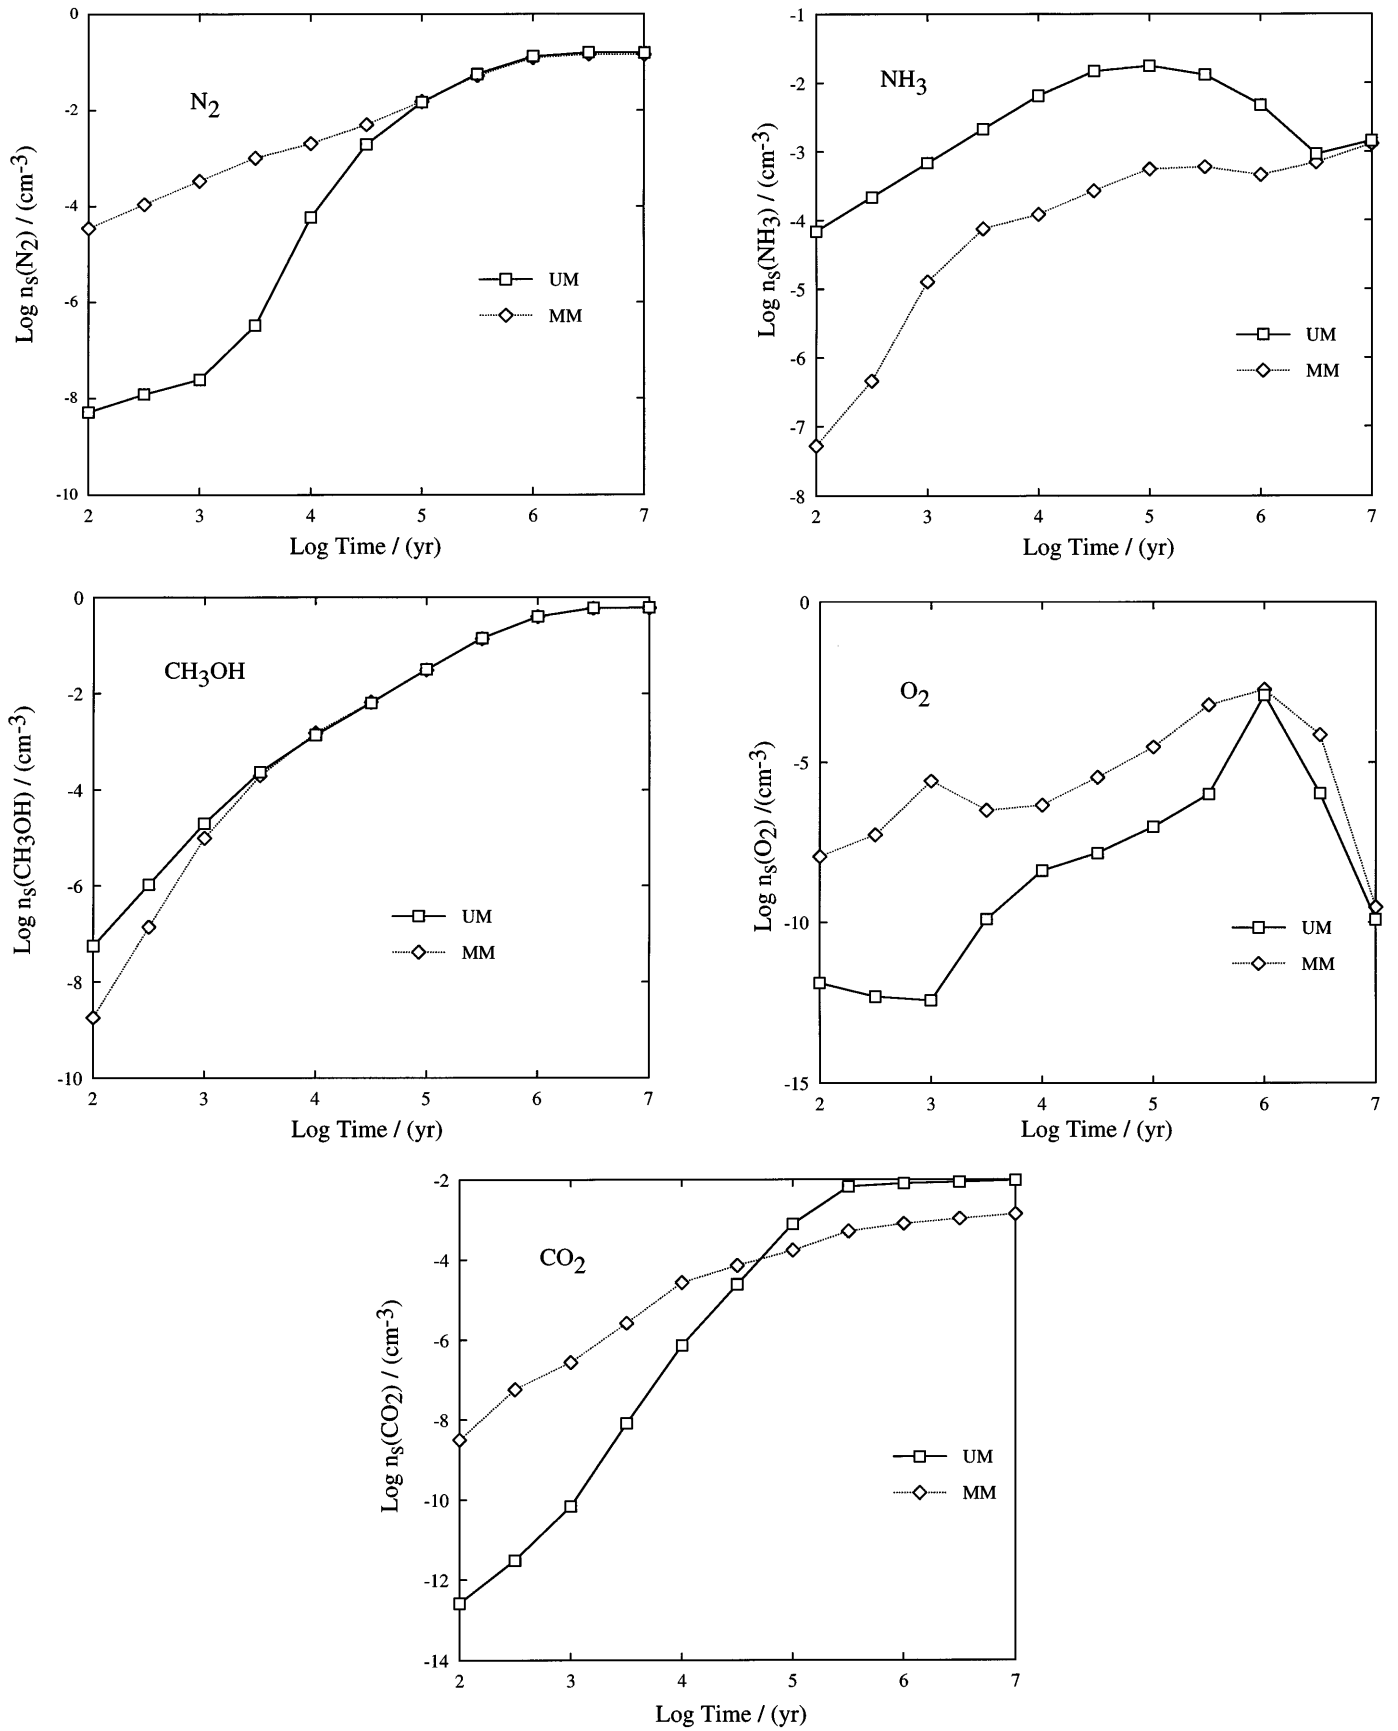 0
-2
-4
-6
-8
-10
Log ns(N2) / (cm-3)
N2
UM
MM
2 3 4 5 6 7
Log Time / (yr)
-1
-2
-3
-4
-5
-6
-7
-8
Log ns(NH3) / (cm-3)
NH3
UM
MM
2 3 4 5 6 7
Log Time / (yr)
0
-2
-4
-6
-8
-10
Log ns(CH3OH) / (cm-3)
CH3OH
UM
MM
2 3 4 5 6 7
Log Time / (yr)
0
-5
-10
-15
Log ns(O2) /(cm-3)
O2
UM
MM
2 3 4 5 6 7
Log Time / (yr)
-2
-4
-6
-8
-10
-12
-14
Log ns(CO2) / (cm-3)
CO2
UM
MM
2 3 4 5 6 7
Log Time / (yr)